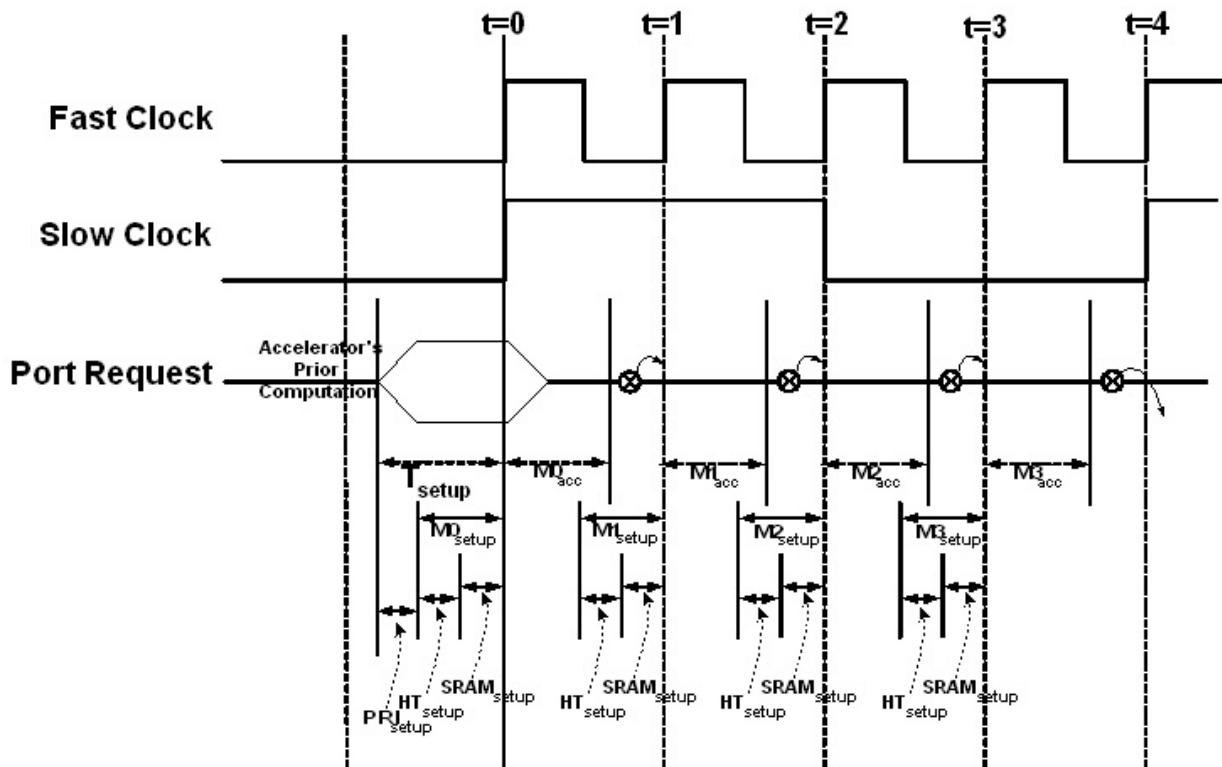 t=0
t=1
t=2
t=3
t=4
Fast Clock
Slow Clock
Port Request
Accelerator's
Prior
Computation
T setup
M0 acc
M1 acc
M2 acc
M3 acc
M0 setup
M1 setup
M2 setup
M3 setup
PRJ setup
HT setup
SRAM setup
HT setup
SRAM setup
HT setup
SRAM setup
HT setup
SRAM setup